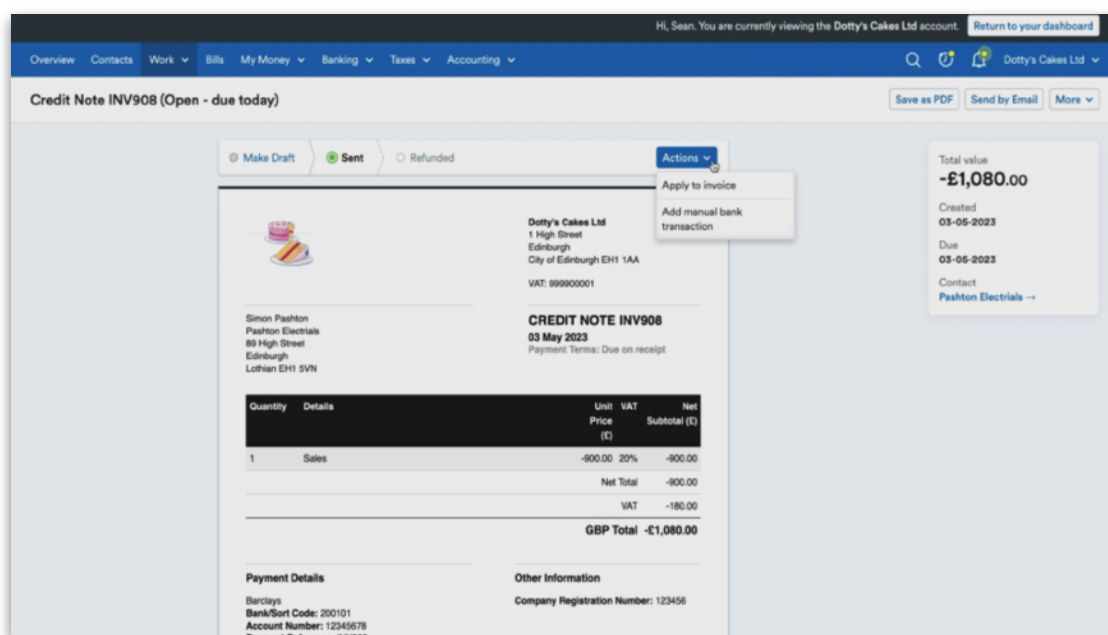 Hi, Sean. You are currently viewing the Dotty's Cakes Ltd account. Return to your dashboard
Overview Contacts Work Bills My Money Banking Taxes Accounting Dotty's Cakes Ltd
Credit Note INV908 (Open - due today) Save as PDF Send by Email More
Make Draft Sent Refunded Actions
Apply to invoice
Add manual bank
transaction
Total value
-£1,080.00
Created
03-05-2023
Due
03-05-2023
Contact
Pashton Electrials →
Dotty's Cakes Ltd
1 High Street
Edinburgh
City of Edinburgh EH1 1AA
VAT: 999900001
Simon Pashton
Pashton Electrials
89 High Street
Edinburgh
Lothian EH1 5VN
CREDIT NOTE INV908
03 May 2023
Payment Terms: Due on receipt
Quantity Details Unit Price (£) VAT Net Subtotal (£)
1 Sales -900.00 20% -900.00
Net Total -900.00
VAT -180.00
GBP Total -£1,080.00
Payment Details
Barclays
Bank/Sort Code: 200101
Account Number: 12345678
Other Information
Company Registration Number: 123456